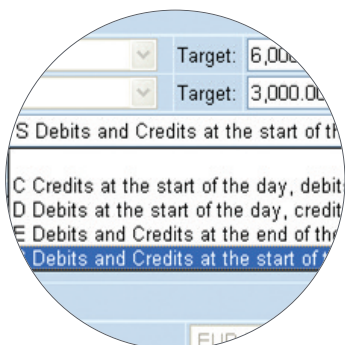 Target: 6,000
Target: 3,000.00
S Debits and Credits at the start of th
C Credits at the start of the day, debit
D Debits at the start of the day, credit
E Debits and Credits at the end of the
S Debits and Credits at the start of t
EUR